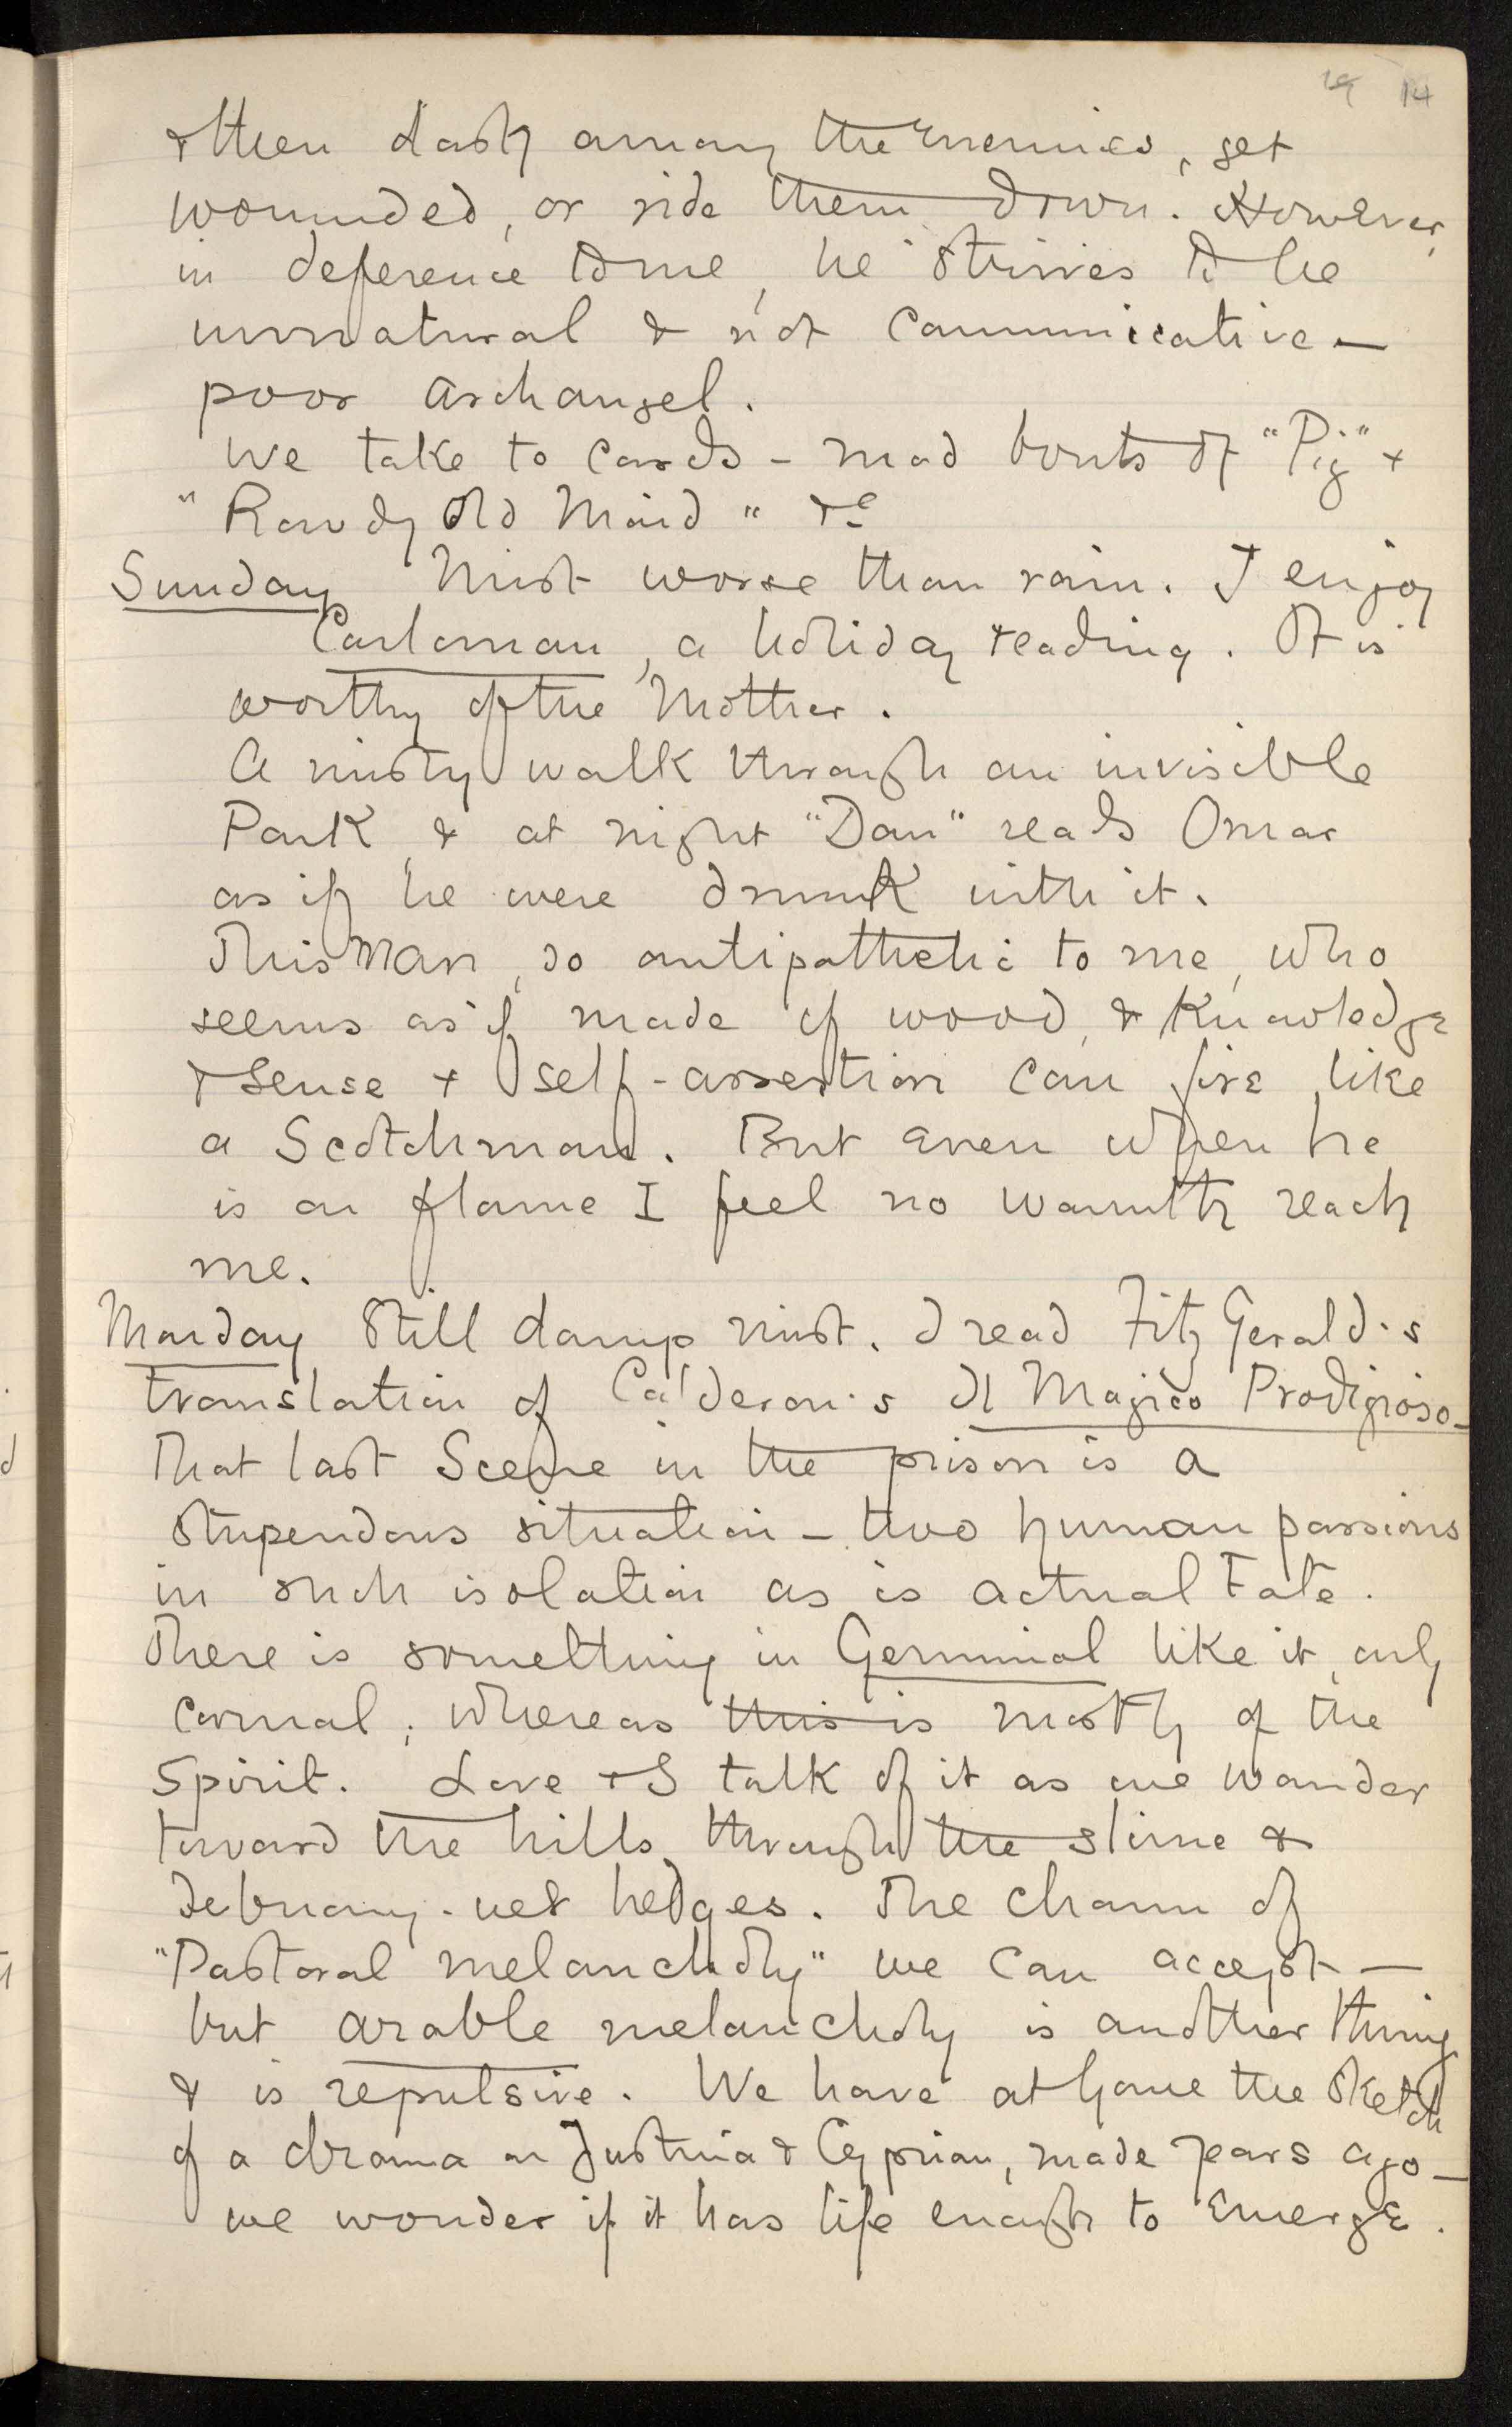 19 14
& then dash among the enemies, get
wounded, or ride them down. However,
in deference to me, he strives to be
unnatural & not communicative —
poor Archangel.
We take to cards – mad bouts of "Pig" +
"Rowdy Old Maid" &c
Sunday Mist worse than rain. I enjoy
Carloman, a holiday reading. It is
worthy of the Mother.
A misty walk through an invisible
Park, & at night "Dan" reads Omar
as if he were drunk with it.
This man, so antipathetic to me, who
seems as if made of wood, & knowledge
& sense + self-assertion can fire like
a Scotchman. But even when he
is on flame I feel no warmth reach
me.
Monday Still damp mist. I read FitzGerald's
translation of Calderon's Il Magico Prodigioso –
That last Scene in the prison is a
stupendous situation – two human passions
in such isolation as is actual Fate.
There is something in Germinal like it, only
carnal; whereas this is mostly of the
Spirit. Love & I talk of it as we wander
toward the hills, through the slime &
February-wet hedges. The charm of
"Pastoral melancholy" we can accept —
but arable melancholy is another thing
& is repulsive. We have at home the sketch
of a drama on Justina & Cyprian, made years ago –
we wonder if it has life enough to emerge.